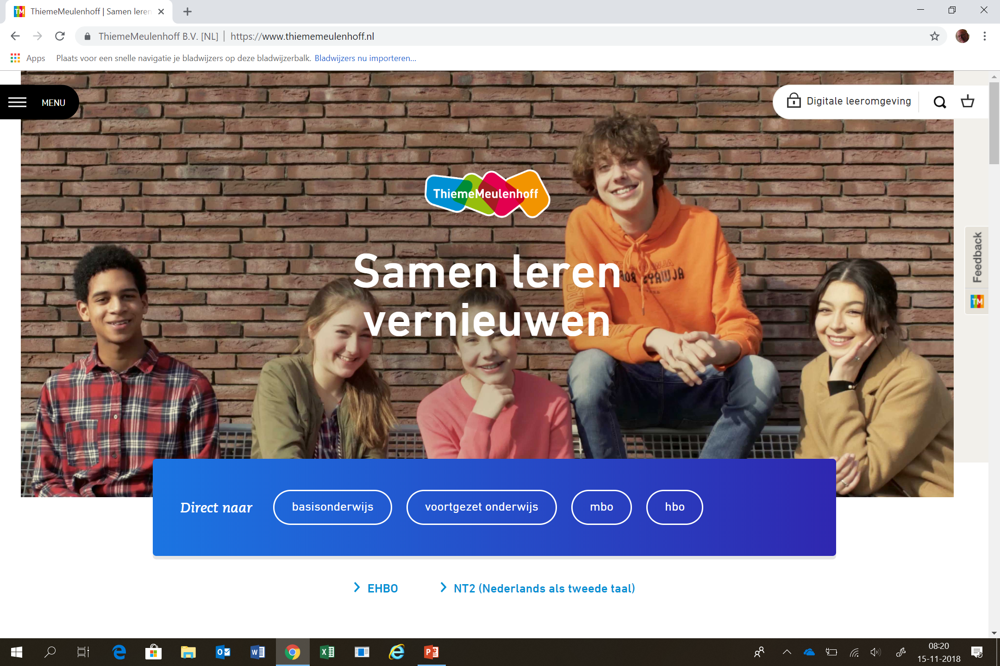 ThiemeMeulenhoff | Samen leren
ThiemeMeulenhoff B.V. [NL] | https://www.thiememeulenhoff.nl
Apps Plaats voor een snelle navigatie je bladwijzers op deze bladwijzerbalk. Bladwijzers nu importeren...
MENU
Digitale leeromgeving
ThiemeMeulenhoff
Samen leren
vernieuwen
Feedback
TM
Direct naar basisonderwijs voortgezet onderwijs mbo hbo
EHBO NT2 (Nederlands als tweede taal)
08:20
15-11-2018